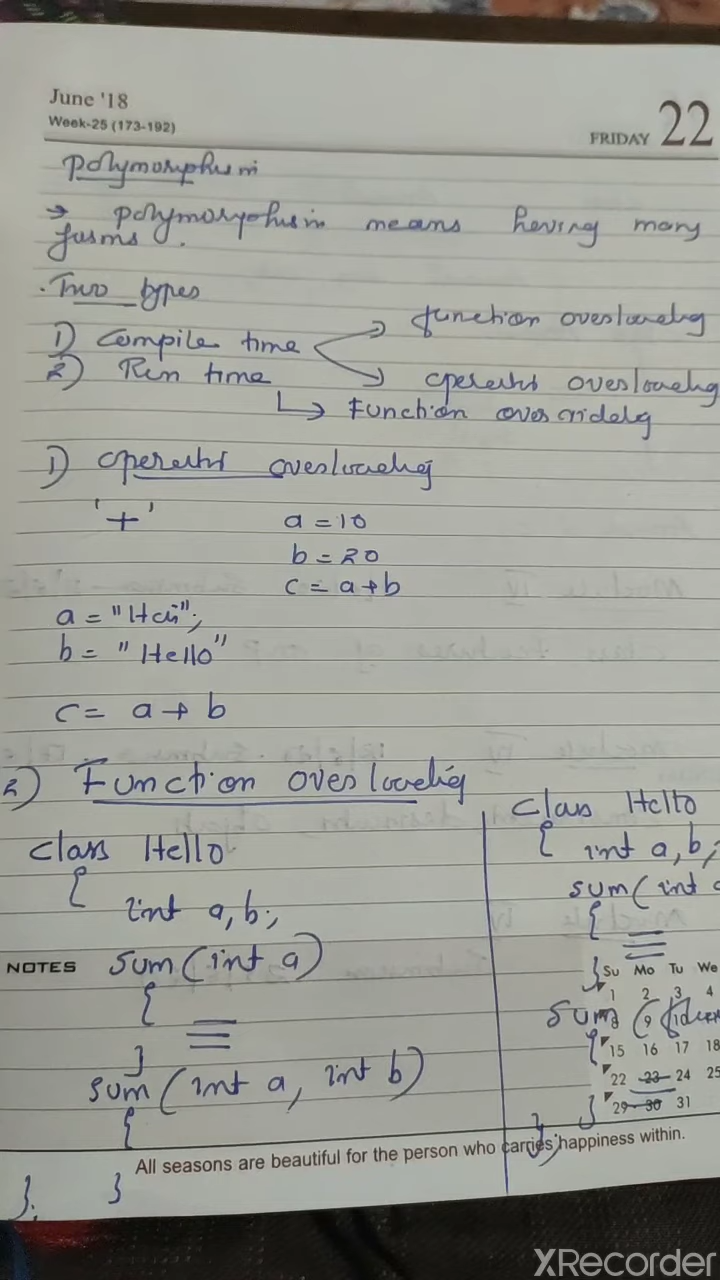 June '18
Week-25 (173-192)
FRIDAY 22
polymorphism
→ polymorphism means having many
forms.
Two types
1) Compile time → function overloading
→ operator overloading
2) Run time
↳ Function overriding
1) operator overloading
'+'
a = 10
b = 20
c = a+b
a = "Hai";
b = "Hello"
c = a+b
2) Function overloading
class Hello
{
int a,b;
sum(int a)
{
}
sum(int a, int b)
{
}
};
class Hello
{ int a,b;
sum(int
{
}
sum(
{
}
};
NOTES
Su Mo Tu We
1 2 3 4
9
15 16 17 18
22 23 24 25
29 30 31
All seasons are beautiful for the person who carries happiness within.
XRecorder